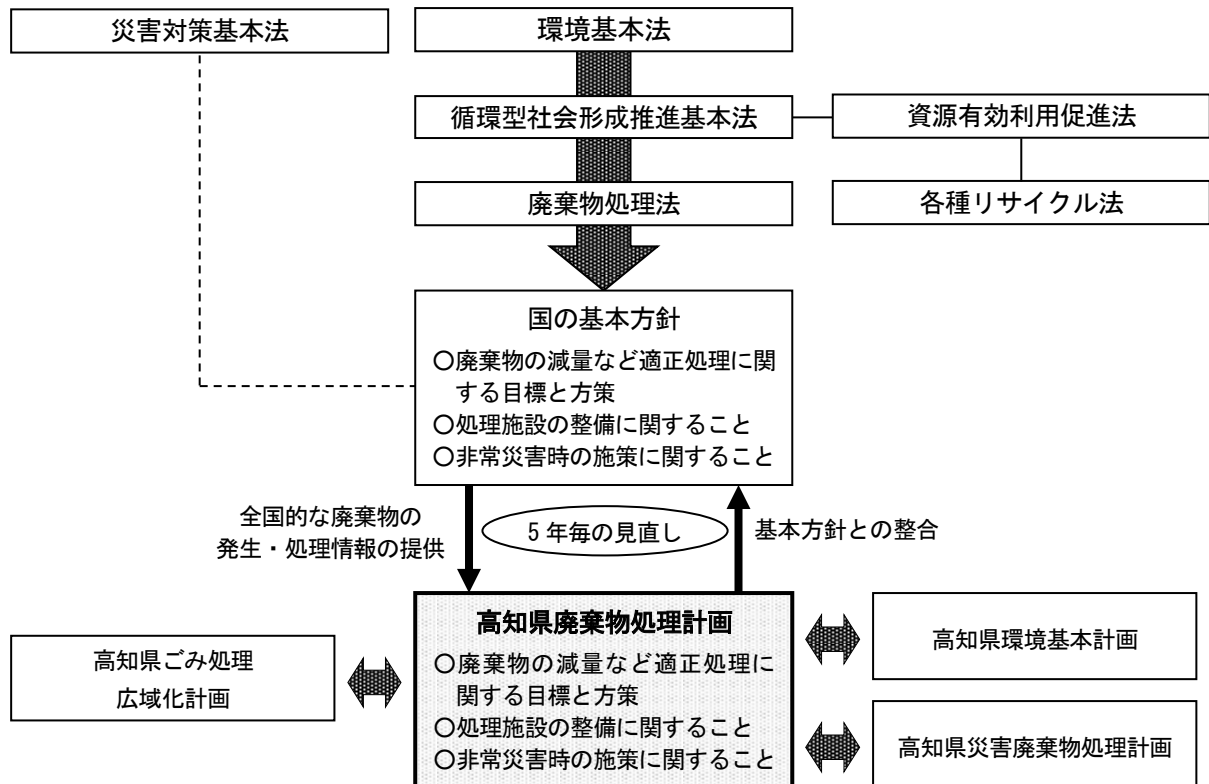 災害対策基本法
環境基本法
循環型社会形成推進基本法
資源有効利用促進法
廃棄物処理法
各種リサイクル法
国の基本方針
○廃棄物の減量など適正処理に関
する目標と方策
○処理施設の整備に関すること
○非常災害時の施策に関すること
全国的な廃棄物の
発生・処理情報の提供
5年毎の見直し
基本方針との整合
高知県廃棄物処理計画
○廃棄物の減量など適正処理に
関する目標と方策
○処理施設の整備に関すること
○非常災害時の施策に関すること
高知県ごみ処理
広域化計画
高知県環境基本計画
高知県災害廃棄物処理計画